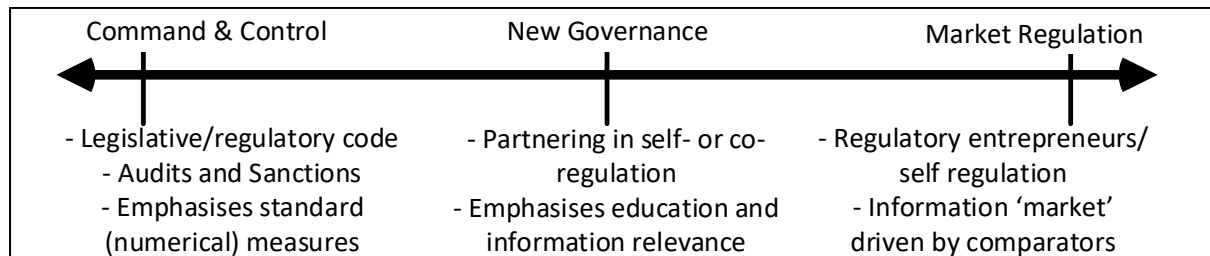 Command & Control
New Governance
Market Regulation
- Legislative/regulatory code
- Audits and Sanctions
- Emphasises standard
(numerical) measures
- Partnering in self- or co-
regulation
- Emphasises education and
information relevance
- Regulatory entrepreneurs/
self regulation
- Information ‘market’
driven by comparators